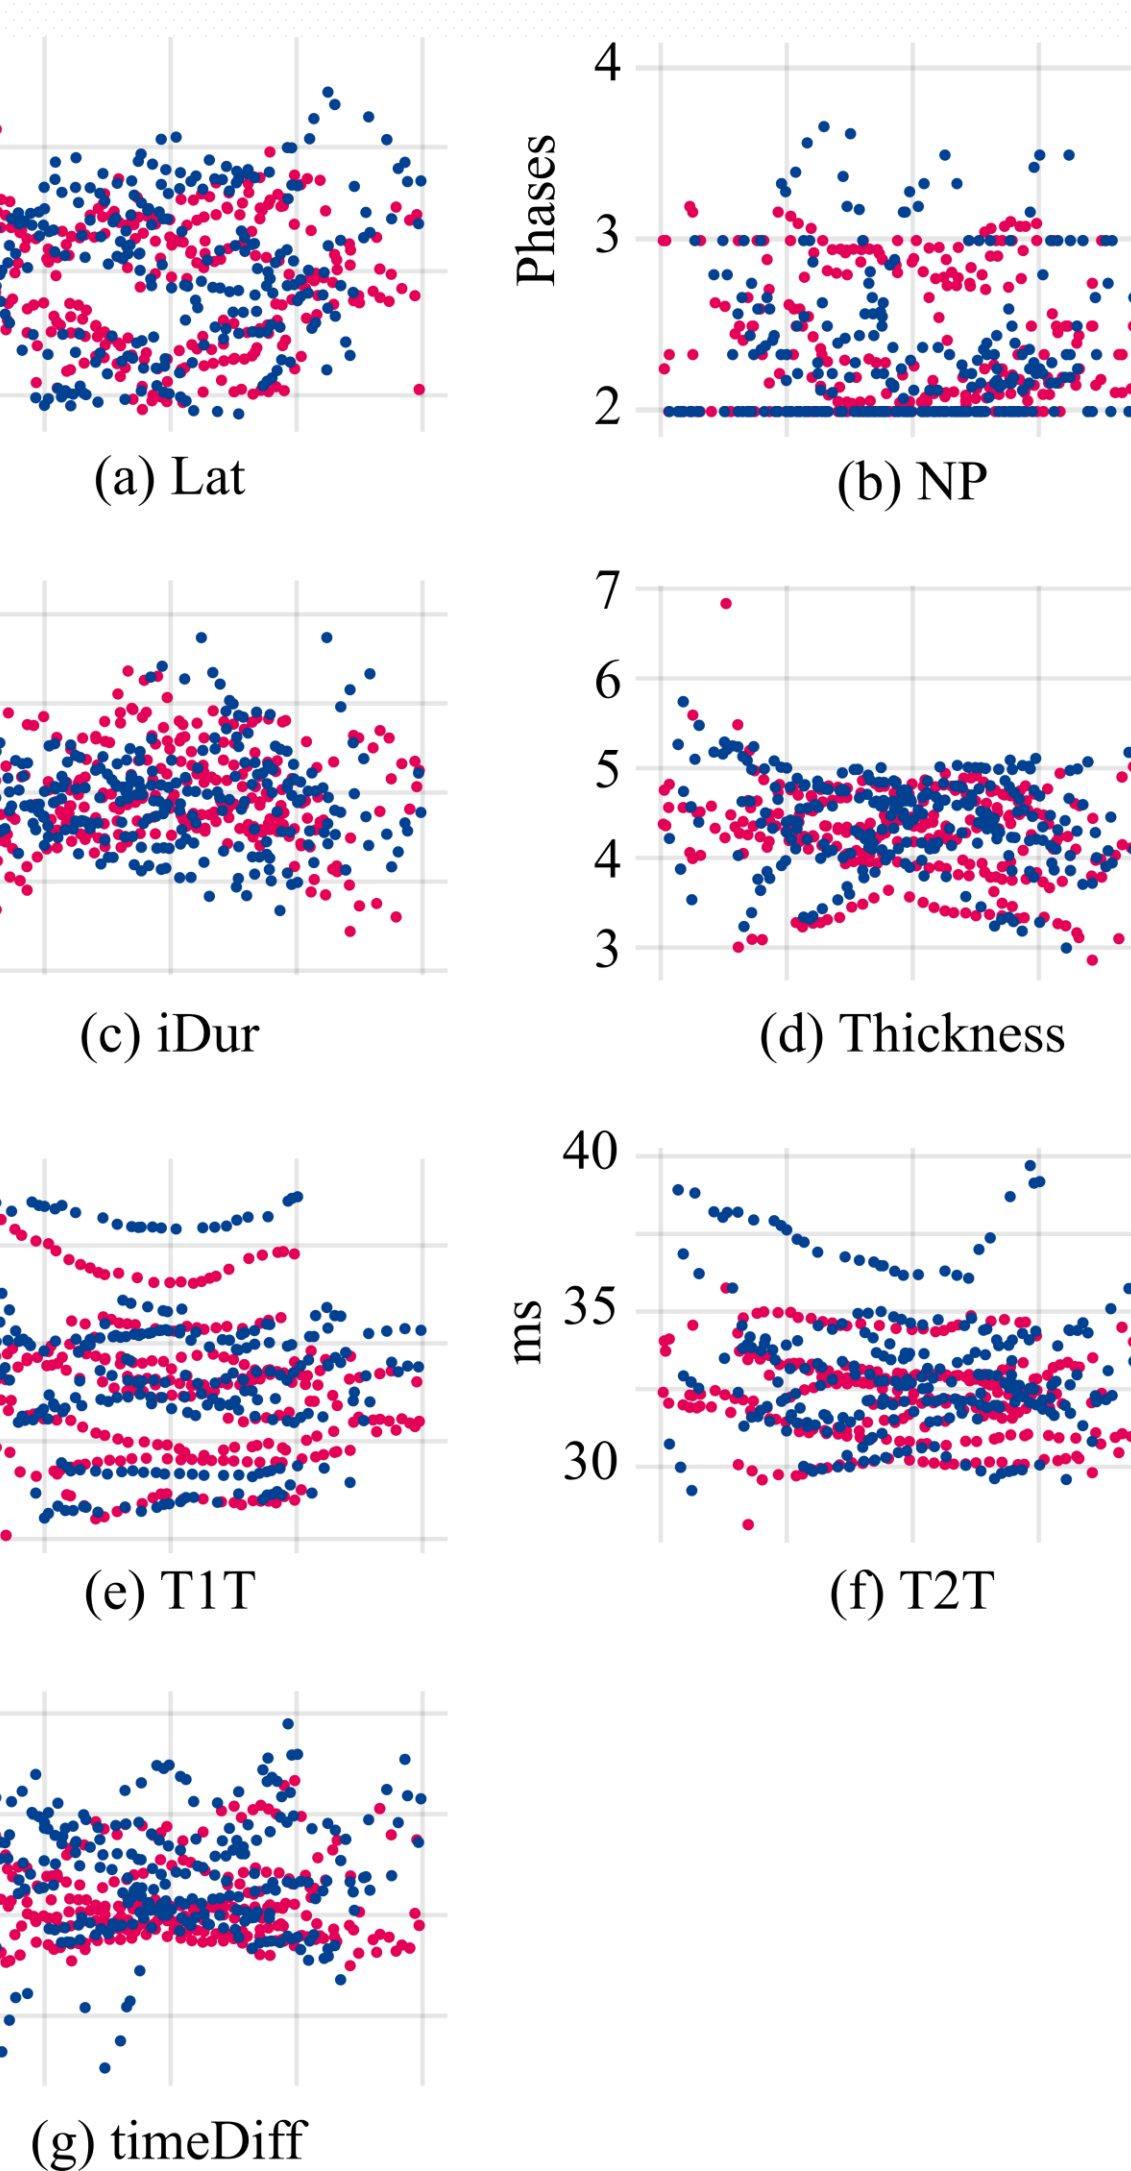 4
Phases
3
2
(a) Lat
(b) NP
7
6
5
4
3
(c) iDur
(d) Thickness
40
35
ms
30
(e) T1T
(f) T2T
(g) timeDiff